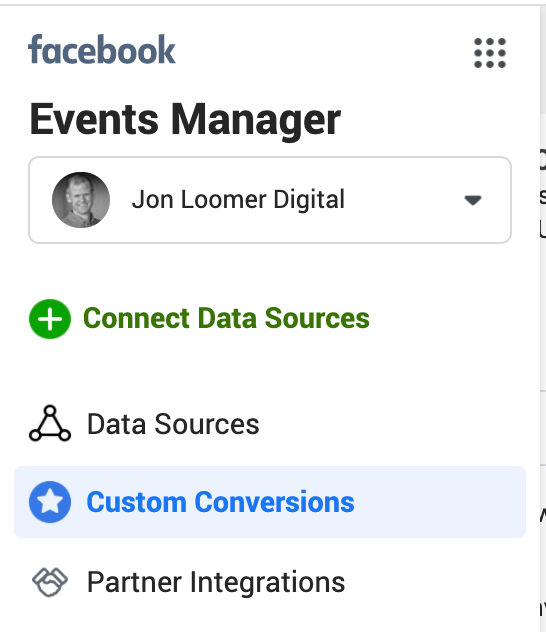 facebook
Events Manager
Jon Loomer Digital
Connect Data Sources
Data Sources
Custom Conversions
Partner Integrations